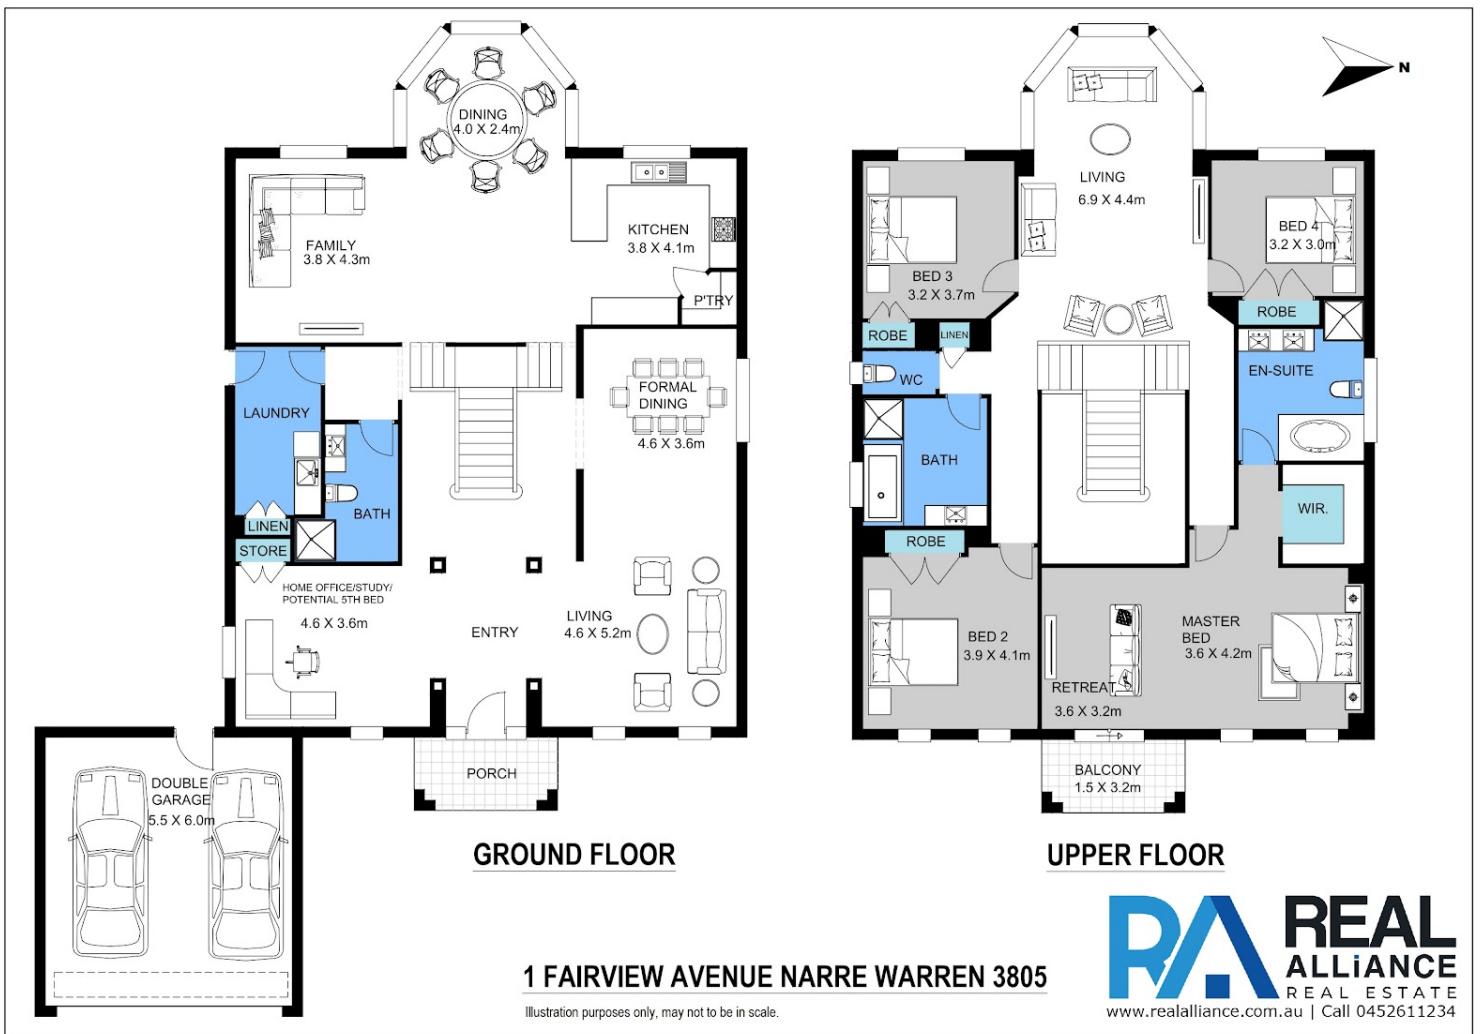 DINING
4.0 X 2.4m
FAMILY
3.8 X 4.3m
KITCHEN
3.8 X 4.1m
P'TRY
LAUNDRY
FORMAL
DINING
4.6 X 3.6m
BATH
LINEN
STORE
HOME OFFICE/STUDY/
POTENTIAL 5TH BED
4.6 X 3.6m
ENTRY
LIVING
4.6 X 5.2m
PORCH
DOUBLE
GARAGE
5.5 X 6.0m
GROUND FLOOR
N
LIVING
6.9 X 4.4m
BED 3
3.2 X 3.7m
BED 4
3.2 X 3.0m
ROBE
ROBE
LINEN
WC
EN-SUITE
BATH
WIR.
ROBE
BED 2
3.9 X 4.1m
MASTER
BED
3.6 X 4.2m
RETREAT
3.6 X 3.2m
BALCONY
1.5 X 3.2m
UPPER FLOOR
1 FAIRVIEW AVENUE NARRE WARREN 3805
Illustration purposes only, may not to be in scale.
RA REAL
ALLiANCE
REAL ESTATE
www.realalliance.com.au | Call 0452611234